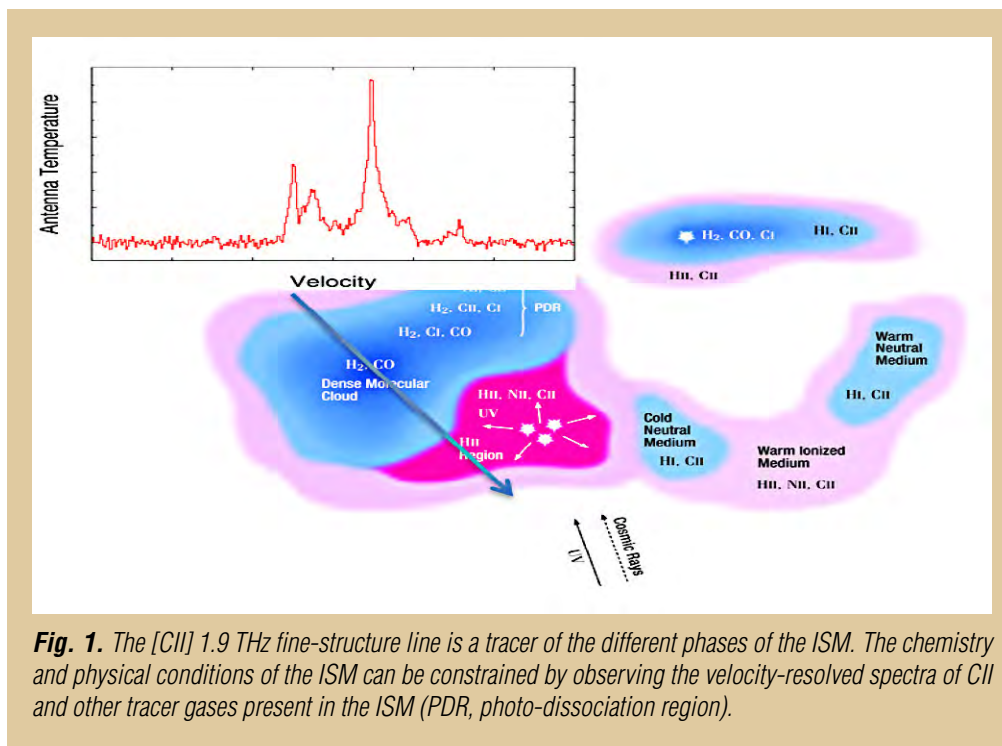 Antenna Temperature
Velocity
H₂, CO, CI
HI, CII
HII, CII
H₂, CII, CI
PDR
H₂, CI, CO
H₂, CO
Dense Molecular
Cloud
HII, NII, CII
UV
HII
Region
Cold
Neutral
Medium
HI, CII
Warm
Neutral
Medium
HI, CII
Warm Ionized
Medium
HII, NII, CII
UV
Cosmic Rays
Fig. 1. The [CII] 1.9 THz fine-structure line is a tracer of the different phases of the ISM. The chemistry
and physical conditions of the ISM can be constrained by observing the velocity-resolved spectra of CII
and other tracer gases present in the ISM (PDR, photo-dissociation region).